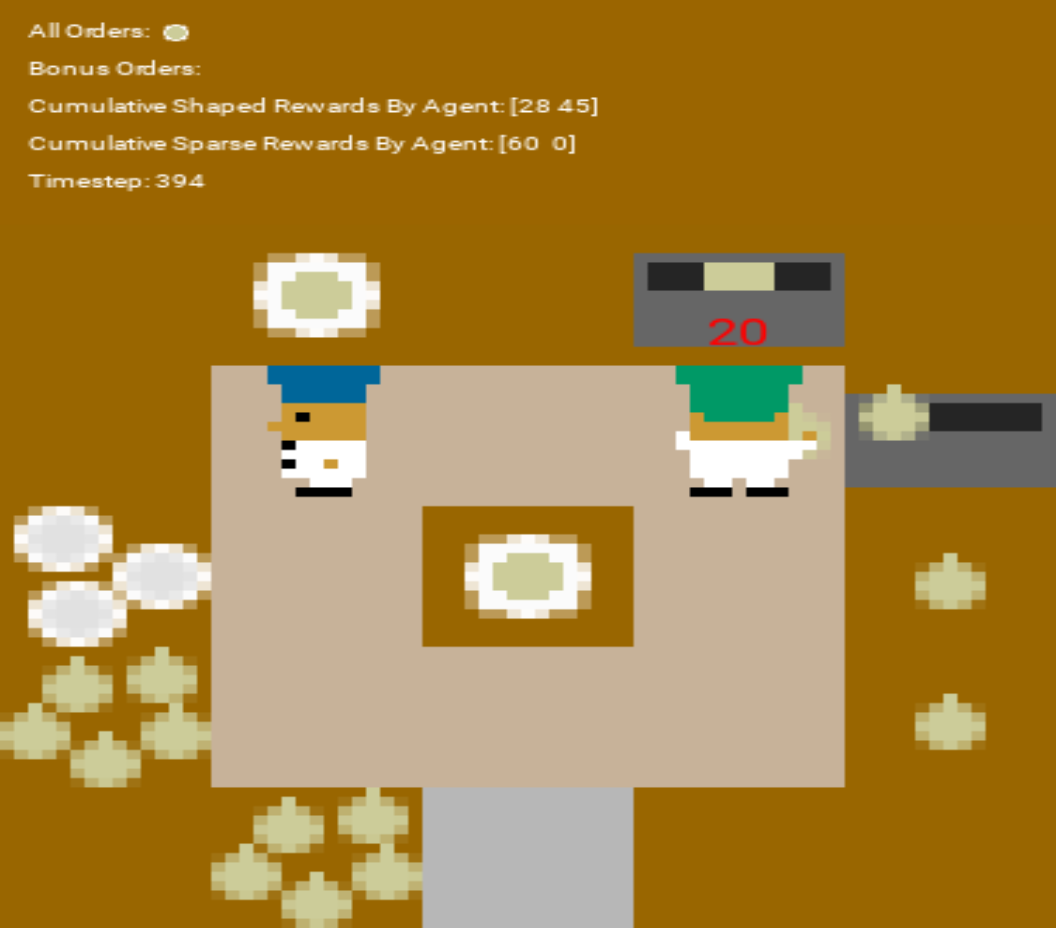 All Orders:
Bonus Orders:
Cumulative Shaped Rewards By Agent: [28 45]
Cumulative Sparse Rewards By Agent: [60 0]
Timestep: 394
20